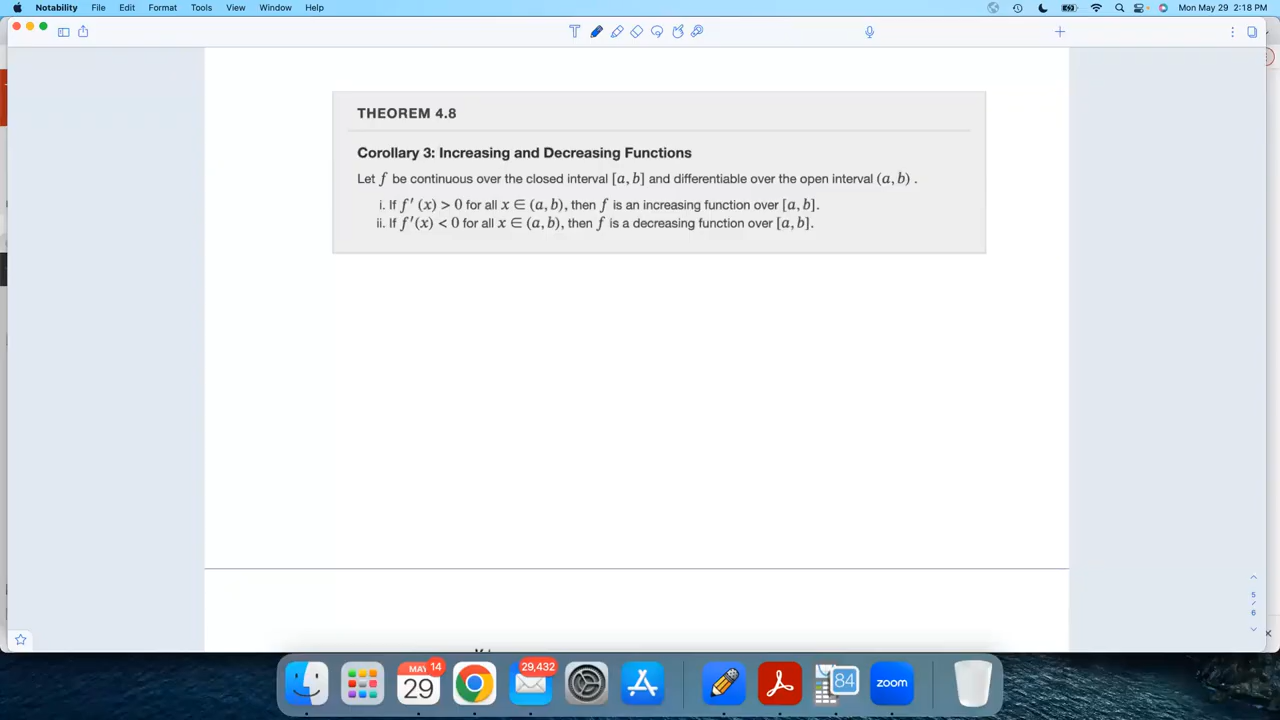 Notability File Edit Format Tools View Window Help Mon May 29 2:18 PM
THEOREM 4.8
Corollary 3: Increasing and Decreasing Functions
Let f be continuous over the closed interval [a, b] and differentiable over the open interval (a, b) .
i. If f′ (x) > 0 for all x ∈ (a, b), then f is an increasing function over [a, b].
ii. If f′(x) < 0 for all x ∈ (a, b), then f is a decreasing function over [a, b].
5
/
6
MAY
14
29
29,432
84
zoom